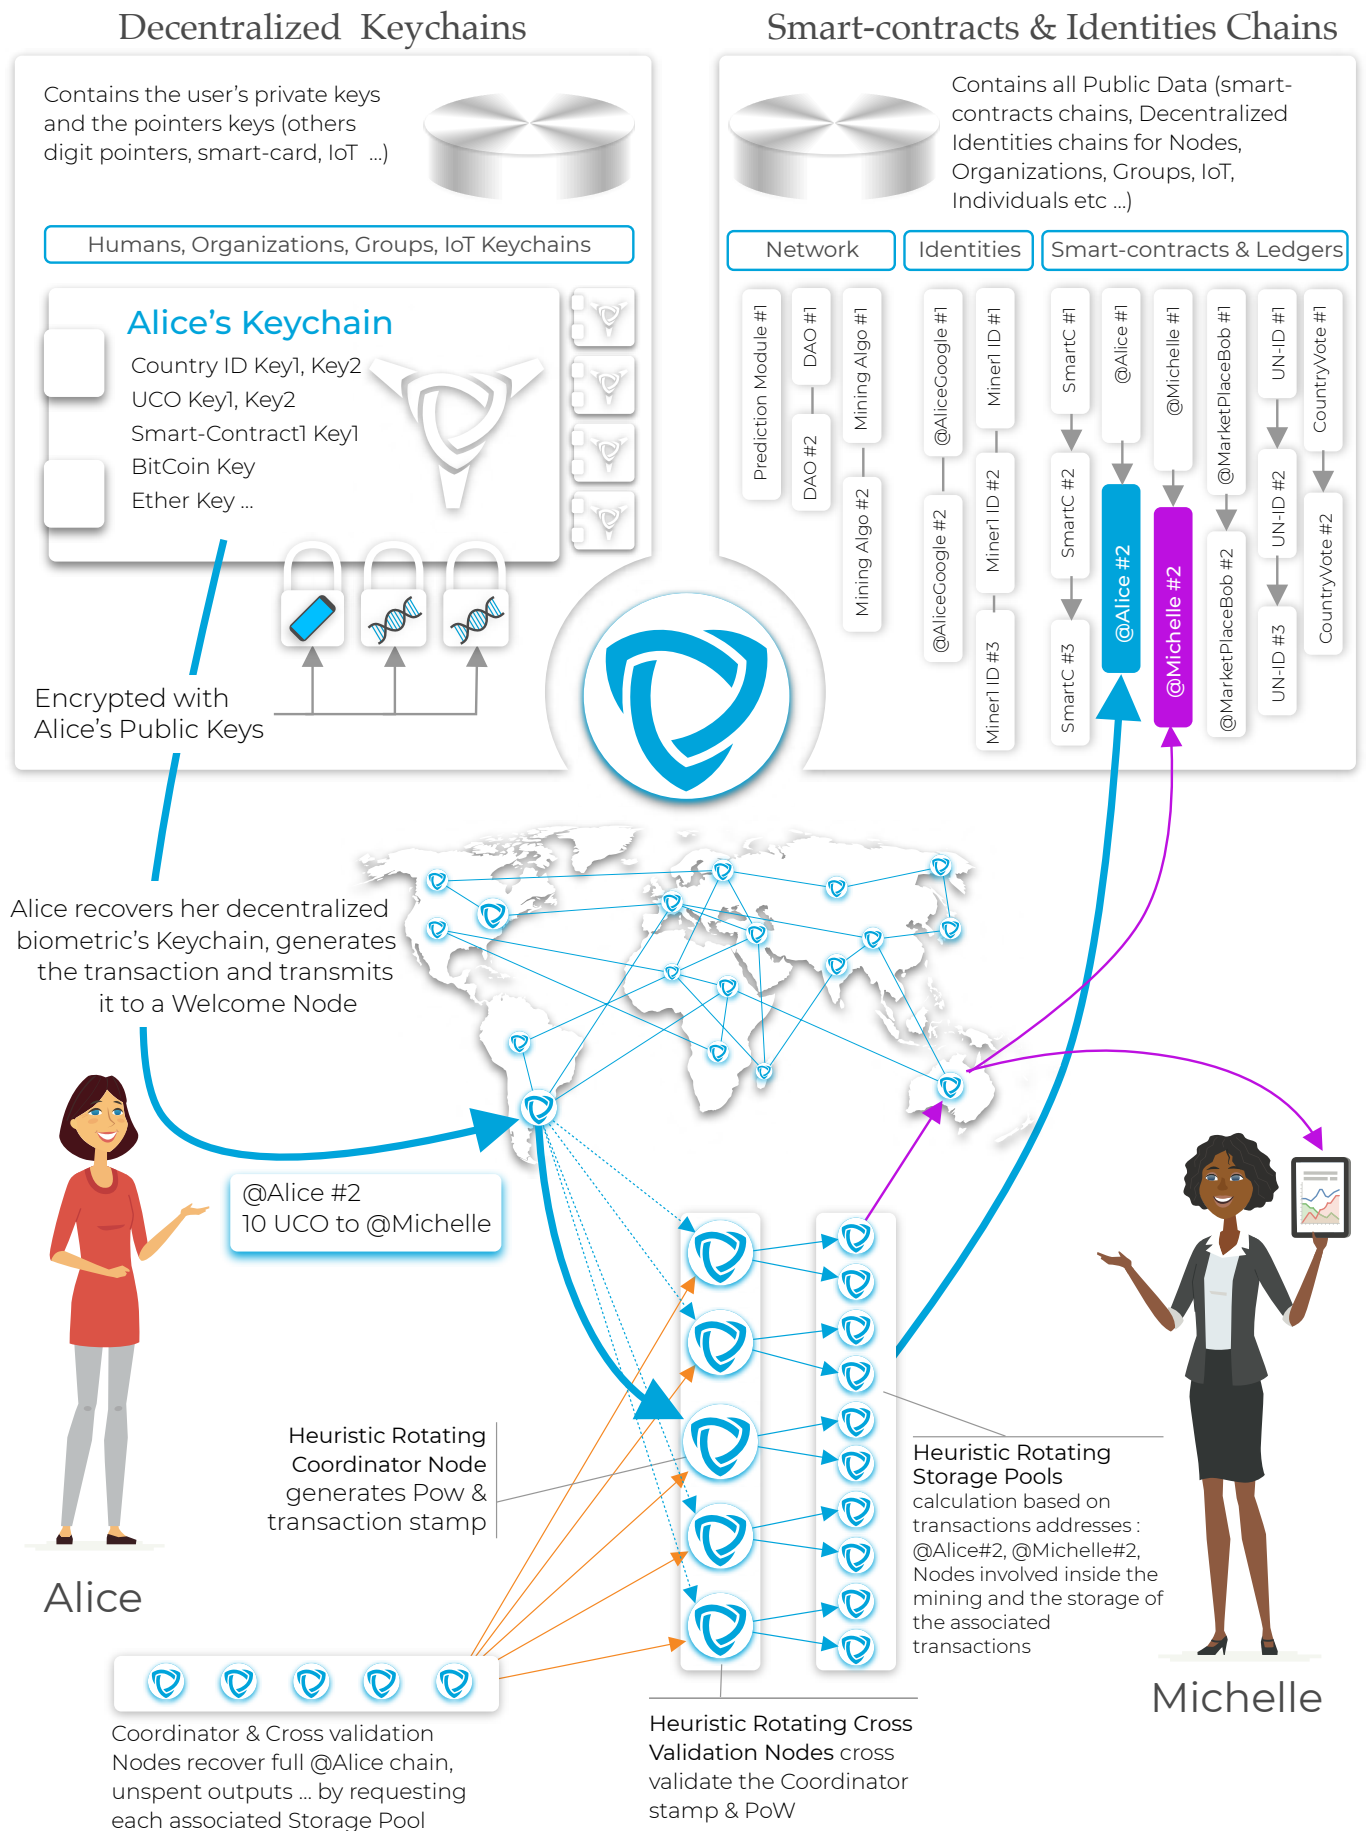 Decentralized Keychains
Contains the user's private keys
and the pointers keys (others
digit pointers, smart-card, IoT ...)
Humans, Organizations, Groups, IoT Keychains
Alice's Keychain
Country ID Key1, Key2
UCO Key1, Key2
Smart-Contract1 Key1
BitCoin Key
Ether Key ...
Encrypted with
Alice's Public Keys
Smart-contracts & Identities Chains
Contains all Public Data (smart-
contracts chains, Decentralized
Identities chains for Nodes,
Organizations, Groups, IoT,
Individuals etc ...)
Network
Identities
Smart-contracts & Ledgers
Prediction Module #1
DAO #1
DAO #2
Mining Algo #1
Mining Algo #2
@AliceGoogle #1
@AliceGoogle #2
Miner1 ID #1
Miner1 ID #2
Miner1 ID #3
SmartC #1
SmartC #2
SmartC #3
@Alice #1
@Alice #2
@Michelle #1
@Michelle #2
@MarketPlaceBob #1
@MarketPlaceBob #2
UN-ID #1
UN-ID #2
UN-ID #3
CountryVote #1
CountryVote #2
Alice recovers her decentralized
biometric's Keychain, generates
the transaction and transmits
it to a Welcome Node
@Alice #2
10 UCO to @Michelle
Heuristic Rotating
Coordinator Node
generates Pow &
transaction stamp
Alice
Heuristic Rotating
Storage Pools
calculation based on
transactions addresses :
@Alice#2, @Michelle#2,
Nodes involved inside the
mining and the storage of
the associated
transactions
Michelle
Coordinator & Cross validation
Nodes recover full @Alice chain,
unspent outputs ... by requesting
each associated Storage Pool
Heuristic Rotating Cross
Validation Nodes cross
validate the Coordinator
stamp & PoW